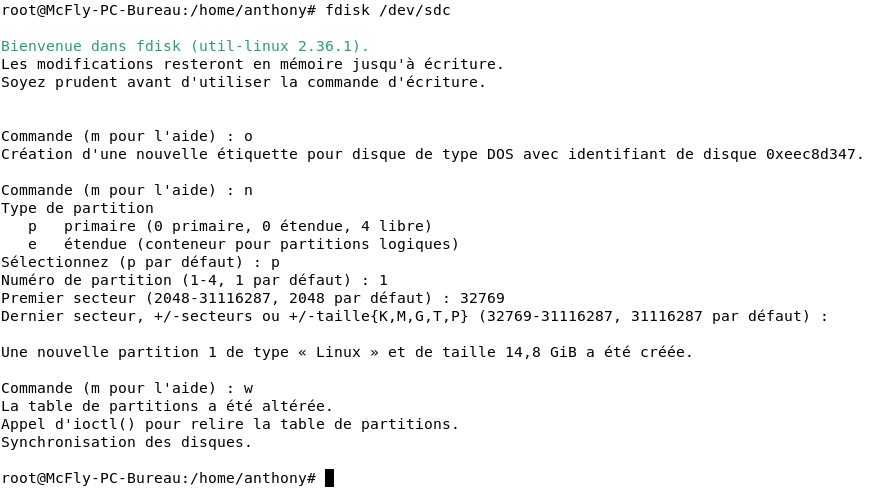 root@McFly-PC-Bureau:/home/anthony# fdisk /dev/sdc
Bienvenue dans fdisk (util-linux 2.36.1).
Les modifications resteront en mémoire jusqu'à écriture.
Soyez prudent avant d'utiliser la commande d'écriture.
Commande (m pour l'aide) : o
Création d'une nouvelle étiquette pour disque de type DOS avec identifiant de disque 0xeec8d347.
Commande (m pour l'aide) : n
Type de partition
   p   primaire (0 primaire, 0 étendue, 4 libre)
   e   étendue (conteneur pour partitions logiques)
Sélectionnez (p par défaut) : p
Numéro de partition (1-4, 1 par défaut) : 1
Premier secteur (2048-31116287, 2048 par défaut) : 32769
Dernier secteur, +/-secteurs ou +/-taille{K,M,G,T,P} (32769-31116287, 31116287 par défaut) :
Une nouvelle partition 1 de type « Linux » et de taille 14,8 GiB a été créée.
Commande (m pour l'aide) : w
La table de partitions a été altérée.
Appel d'ioctl() pour relire la table de partitions.
Synchronisation des disques.
root@McFly-PC-Bureau:/home/anthony#